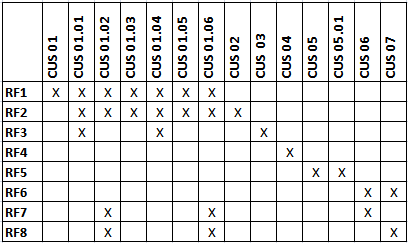 CUS 01 CUS 01.01 CUS 01.02 CUS 01.03 CUS 01.04 CUS 01.05 CUS 01.06 CUS 02 CUS 03 CUS 04 CUS 05 CUS 05.01 CUS 06 CUS 07
RF1 X X X X X X X
RF2 X X X X X X X
RF3 X X X
RF4 X
RF5 X X
RF6 X X
RF7 X X X
RF8 X X X